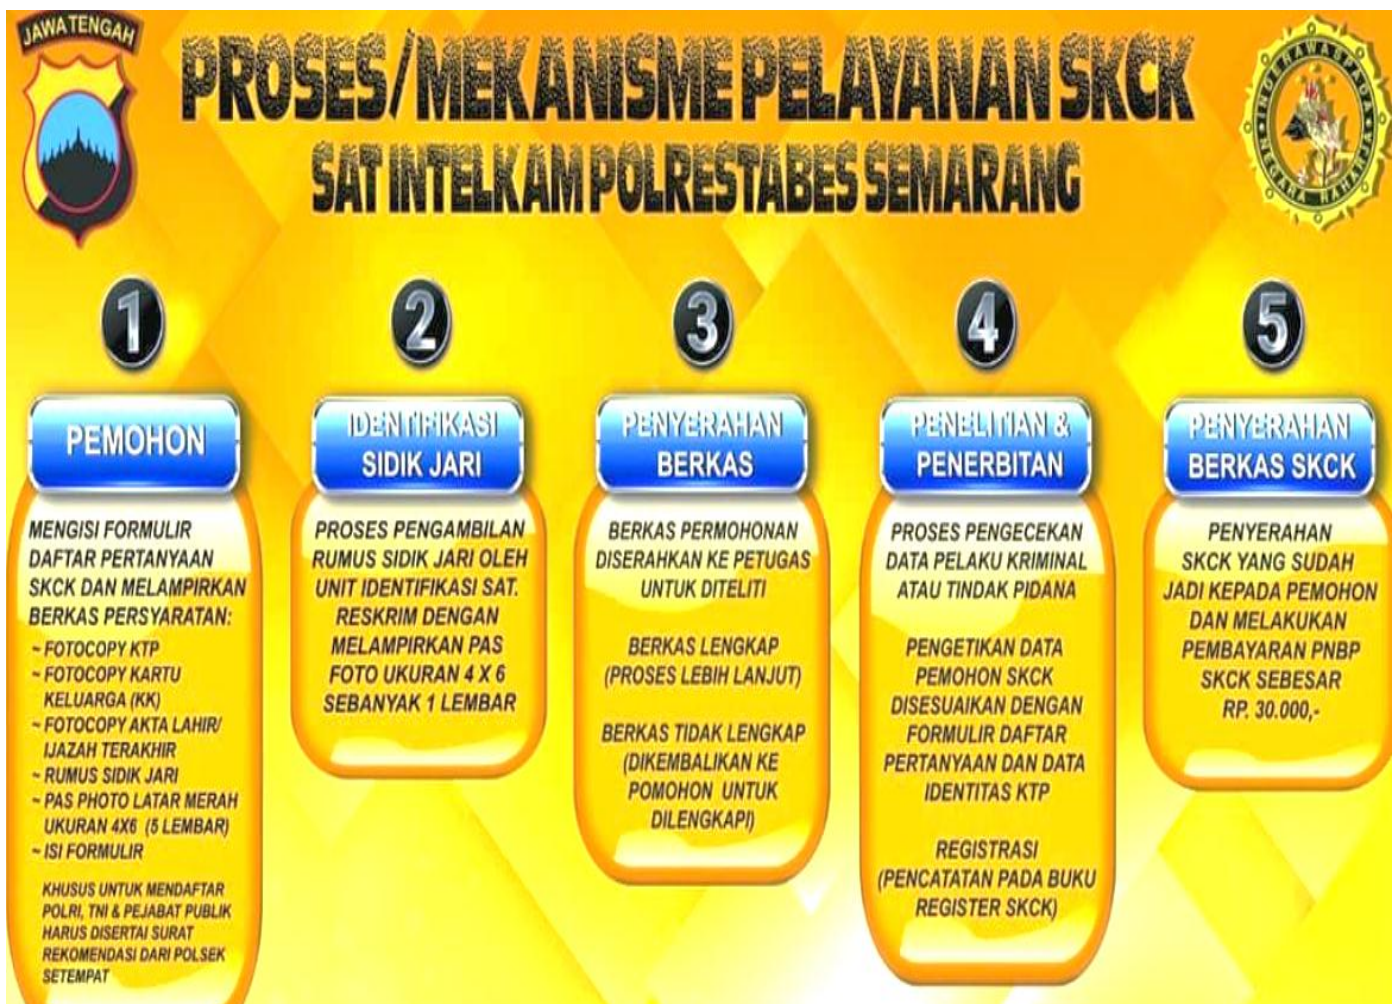 JAWA TENGAH
PROSES/MEKANISME PELAYANAN SKCK
SAT INTELKAM POLRESTABES SEMARANG
INDERA WASPADA
NEGARA RAHARJA
1
PEMOHON
MENGISI FORMULIR
DAFTAR PERTANYAAN
SKCK DAN MELAMPIRKAN
BERKAS PERSYARATAN:
~ FOTOCOPY KTP
~ FOTOCOPY KARTU
KELUARGA (KK)
~ FOTOCOPY AKTA LAHIR/
IJAZAH TERAKHIR
~ RUMUS SIDIK JARI
~ PAS PHOTO LATAR MERAH
UKURAN 4X6 (5 LEMBAR)
~ ISI FORMULIR
KHUSUS UNTUK MENDAFTAR
POLRI, TNI & PEJABAT PUBLIK
HARUS DISERTAI SURAT
REKOMENDASI DARI POLSEK
SETEMPAT
2
IDENTIFIKASI
SIDIK JARI
PROSES PENGAMBILAN
RUMUS SIDIK JARI OLEH
UNIT IDENTIFIKASI SAT.
RESKRIM DENGAN
MELAMPIRKAN PAS
FOTO UKURAN 4 X 6
SEBANYAK 1 LEMBAR
3
PENYERAHAN
BERKAS
BERKAS PERMOHONAN
DISERAHKAN KE PETUGAS
UNTUK DITELITI
BERKAS LENGKAP
(PROSES LEBIH LANJUT)
BERKAS TIDAK LENGKAP
(DIKEMBALIKAN KE
POMOHON UNTUK
DILENGKAPI)
4
PENELITIAN &
PENERBITAN
PROSES PENGECEKAN
DATA PELAKU KRIMINAL
ATAU TINDAK PIDANA
PENGETIKAN DATA
PEMOHON SKCK
DISESUAIKAN DENGAN
FORMULIR DAFTAR
PERTANYAAN DAN DATA
IDENTITAS KTP
REGISTRASI
(PENCATATAN PADA BUKU
REGISTER SKCK)
5
PENYERAHAN
BERKAS SKCK
PENYERAHAN
SKCK YANG SUDAH
JADI KEPADA PEMOHON
DAN MELAKUKAN
PEMBAYARAN PNBP
SKCK SEBESAR
RP. 30.000,-